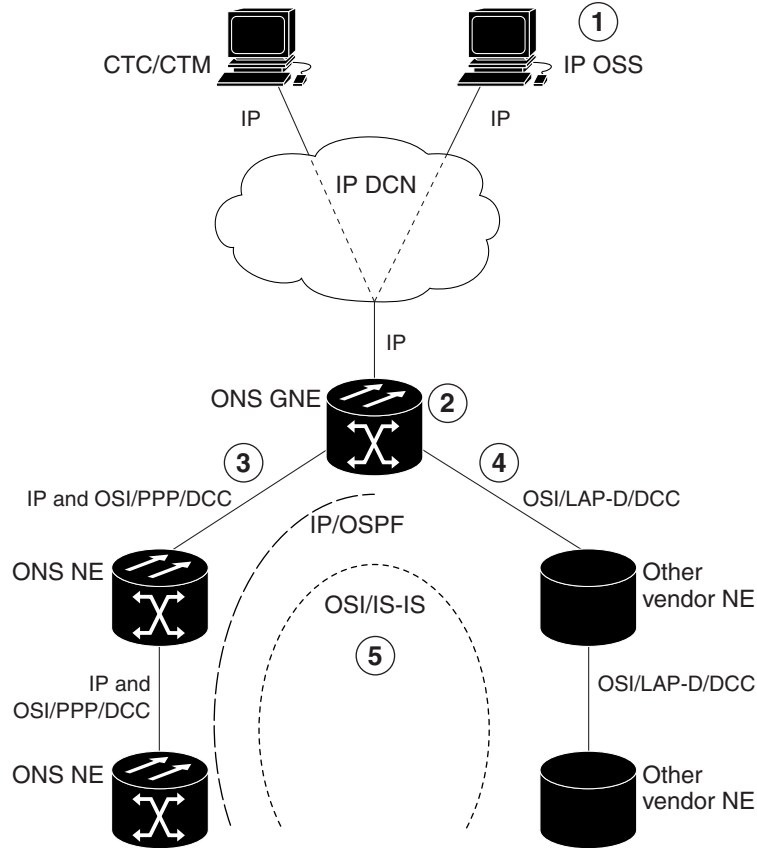 1
CTC/CTM
IP OSS
IP
IP
IP DCN
IP
ONS GNE
2
3
4
IP and OSI/PPP/DCC
OSI/LAP-D/DCC
IP/OSPF
ONS NE
Other
vendor NE
OSI/IS-IS
5
IP and
OSI/PPP/DCC
OSI/LAP-D/DCC
ONS NE
Other
vendor NE